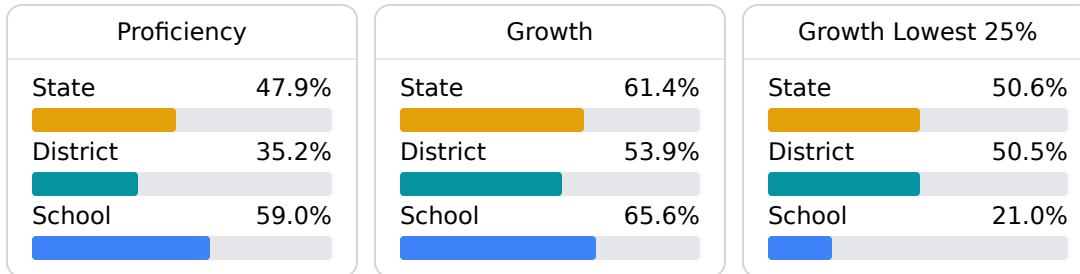 Proficiency
State 47.9%
District 35.2%
School 59.0%
Growth
State 61.4%
District 53.9%
School 65.6%
Growth Lowest 25%
State 50.6%
District 50.5%
School 21.0%